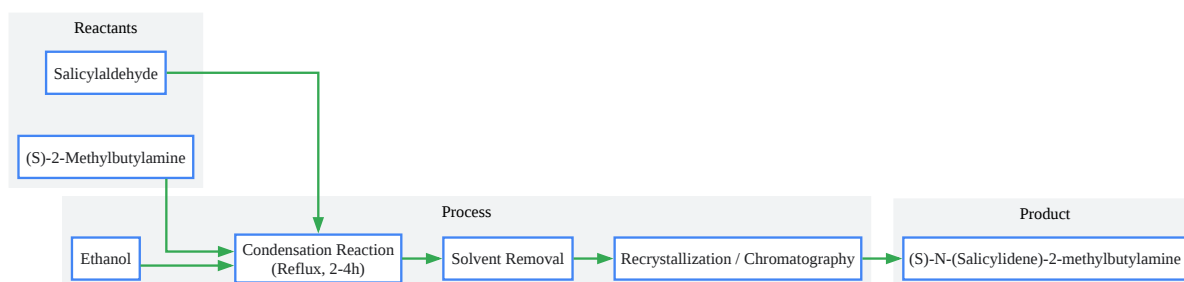 Reactants
Salicylaldehyde
(S)-2-Methylbutylamine
Process
Product
Ethanol
Condensation Reaction
(Reflux, 2-4h)
Solvent Removal
Recrystallization / Chromatography
(S)-N-(Salicylidene)-2-methylbutylamine